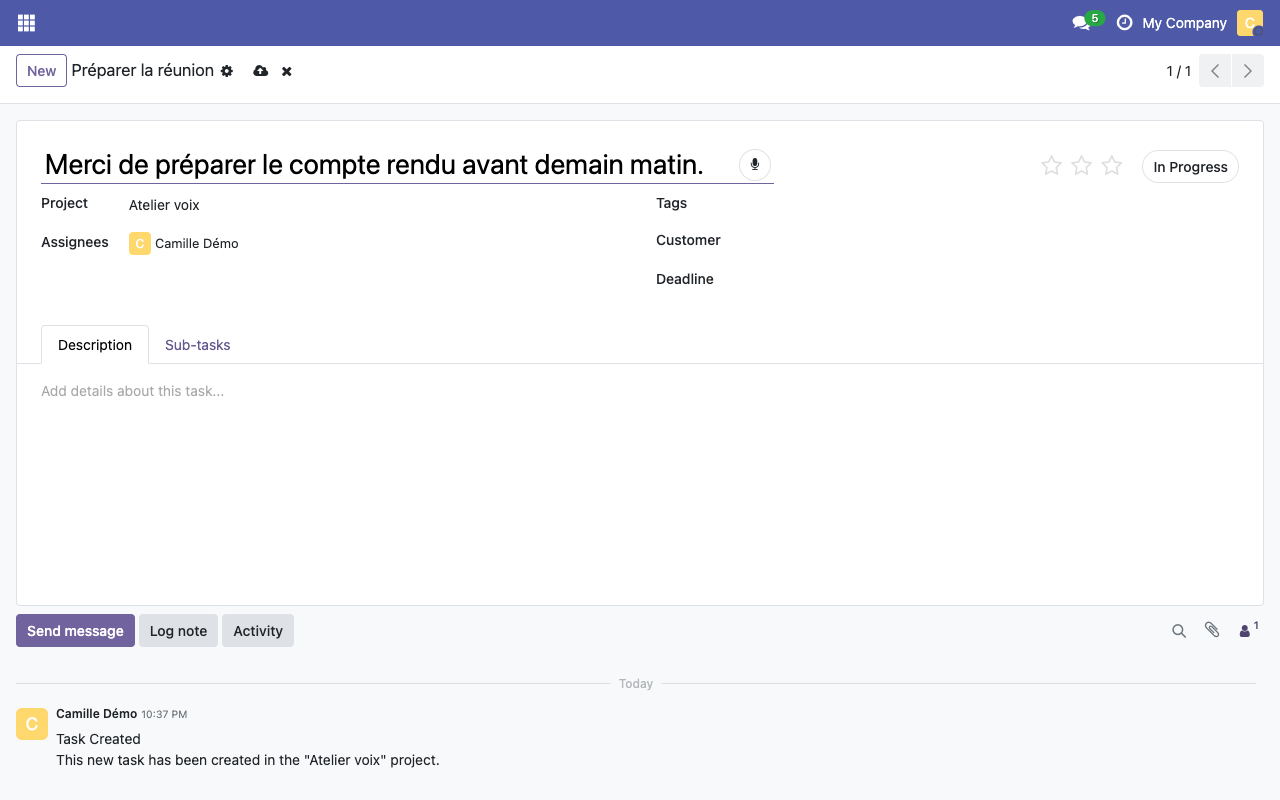 5
My Company
C
New
Préparer la réunion
1 / 1
Merci de préparer le compte rendu avant demain matin.
In Progress
Project
Atelier voix
Tags
Assignees
C Camille Démo
Customer
Deadline
Description
Sub-tasks
Add details about this task...
Send message
Log note
Activity
1
Today
C
Camille Démo 10:37 PM
Task Created
This new task has been created in the "Atelier voix" project.